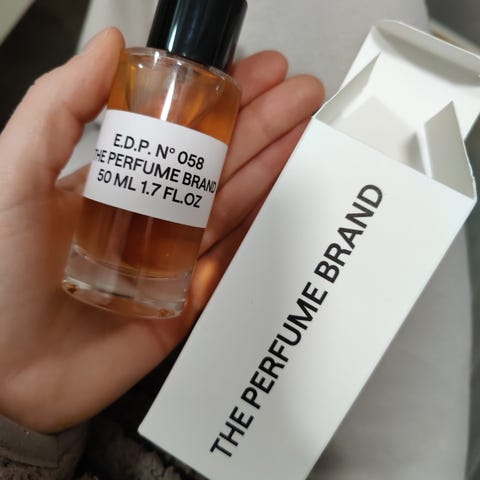 E.D.P. N° 058
THE PERFUME BRAND
50 ML 1.7 FL.OZ
THE PERFUME BRAND